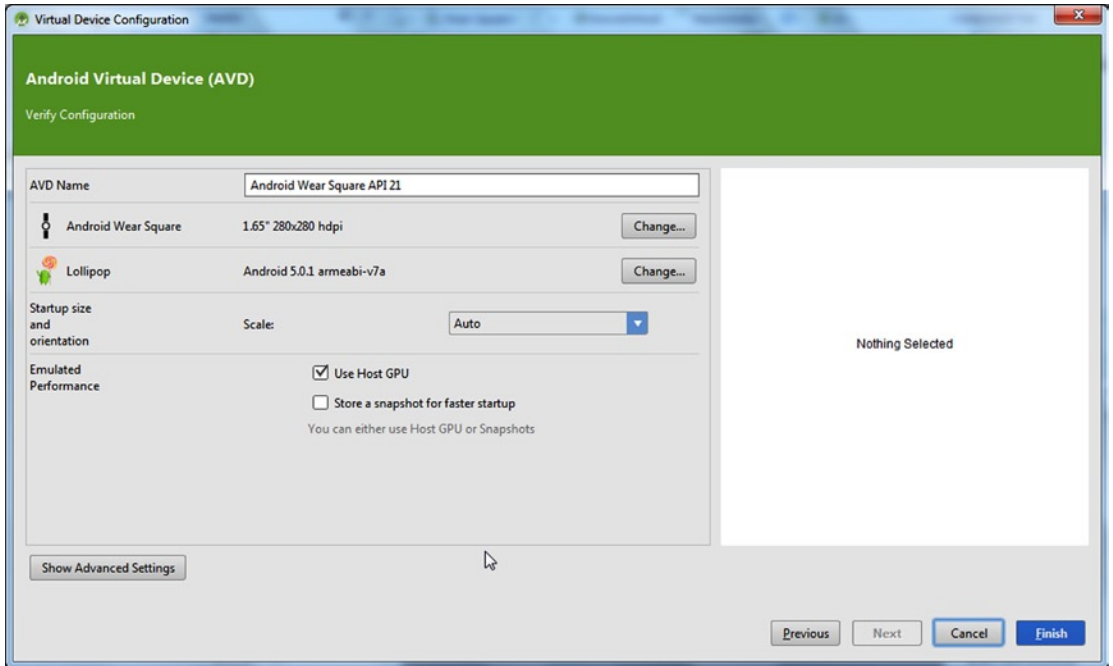 Virtual Device Configuration
Android Virtual Device (AVD)
Verify Configuration
AVD Name
Android Wear Square API 21
Android Wear Square
1.65" 280x280 hdpi
Change...
Lollipop
Android 5.0.1 armeabi-v7a
Change...
Startup size
and
orientation
Scale:
Auto
Emulated
Performance
Use Host GPU
Store a snapshot for faster startup
You can either use Host GPU or Snapshots
Nothing Selected
Show Advanced Settings
Previous
Next
Cancel
Finish